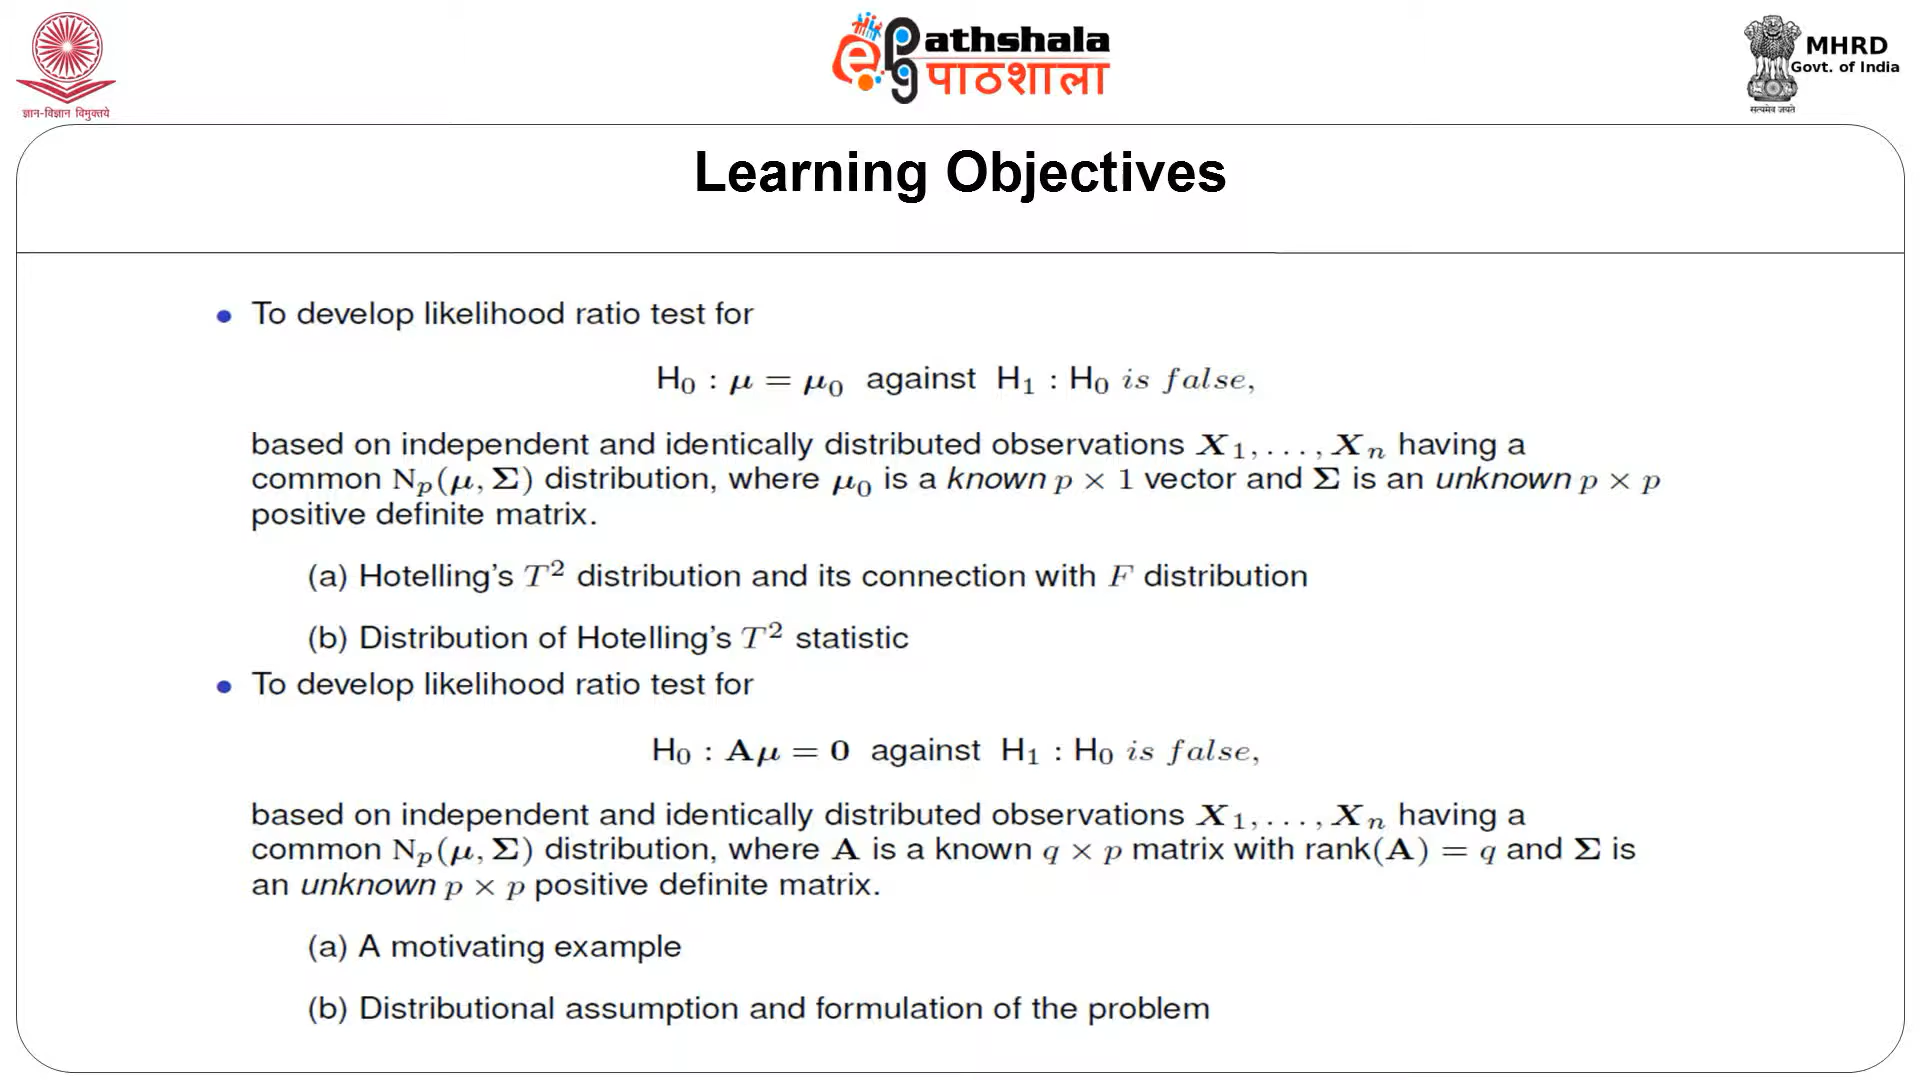 ज्ञान-विज्ञान विमुक्तये
ePathshala
पाठशाला
MHRD
Govt. of India
सत्यमेव जयते
Learning Objectives
• To develop likelihood ratio test for
H₀ : μ = μ₀ against H₁ : H₀ is false,
based on independent and identically distributed observations X₁, . . . , Xₙ having a
common Nₚ(μ, Σ) distribution, where μ₀ is a known p × 1 vector and Σ is an unknown p × p
positive definite matrix.
(a) Hotelling's T² distribution and its connection with F distribution
(b) Distribution of Hotelling's T² statistic
• To develop likelihood ratio test for
H₀ : Aμ = 0 against H₁ : H₀ is false,
based on independent and identically distributed observations X₁, . . . , Xₙ having a
common Nₚ(μ, Σ) distribution, where A is a known q × p matrix with rank(A) = q and Σ is
an unknown p × p positive definite matrix.
(a) A motivating example
(b) Distributional assumption and formulation of the problem